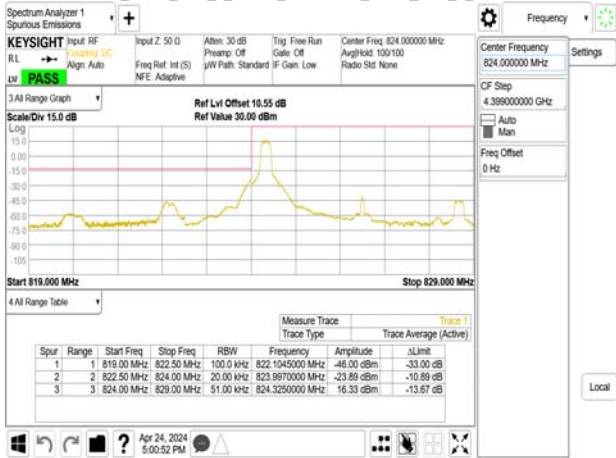 Spectrum Analyzer 1
Spurious Emissions
+
Frequency
KEYSIGHT Input: RF Input Z: 50 Ω Atten: 30 dB Trig: Free Run Center Freq: 824.000000 MHz
RL Coupling: DC Preamp: Off Gate: Off Avg|Hold: 100/100
Align: Auto Freq Ref: Int (S) µW Path: Standard IF Gain: Low Radio Std: None
LW PASS NFE: Adaptive
3 All Range Graph
Ref Lvl Offset 10.55 dB
Scale/Div 15.0 dB Ref Value 30.00 dBm
Log
15.0
0.00
-15.0
-30.0
-45.0
-60.0
-75.0
-90.0
-105
Start 819.000 MHz Stop 829.000 MHz
4 All Range Table
Measure Trace Trace 1
Trace Type Trace Average (Active)
Spur Range Start Freq Stop Freq RBW Frequency Amplitude ΔLimit
1 1 819.00 MHz 822.50 MHz 100.0 kHz 822.1045000 MHz -46.00 dBm -33.00 dB
2 2 822.50 MHz 824.00 MHz 20.00 kHz 823.9970000 MHz -23.89 dBm -10.89 dB
3 3 824.00 MHz 829.00 MHz 51.00 kHz 824.3250000 MHz 16.33 dBm -13.67 dB
Apr 24, 2024
5:00:52 PM
Center Frequency
824.000000 MHz
Settings
CF Step
4.399000000 GHz
Auto
Man
Freq Offset
0 Hz
Local